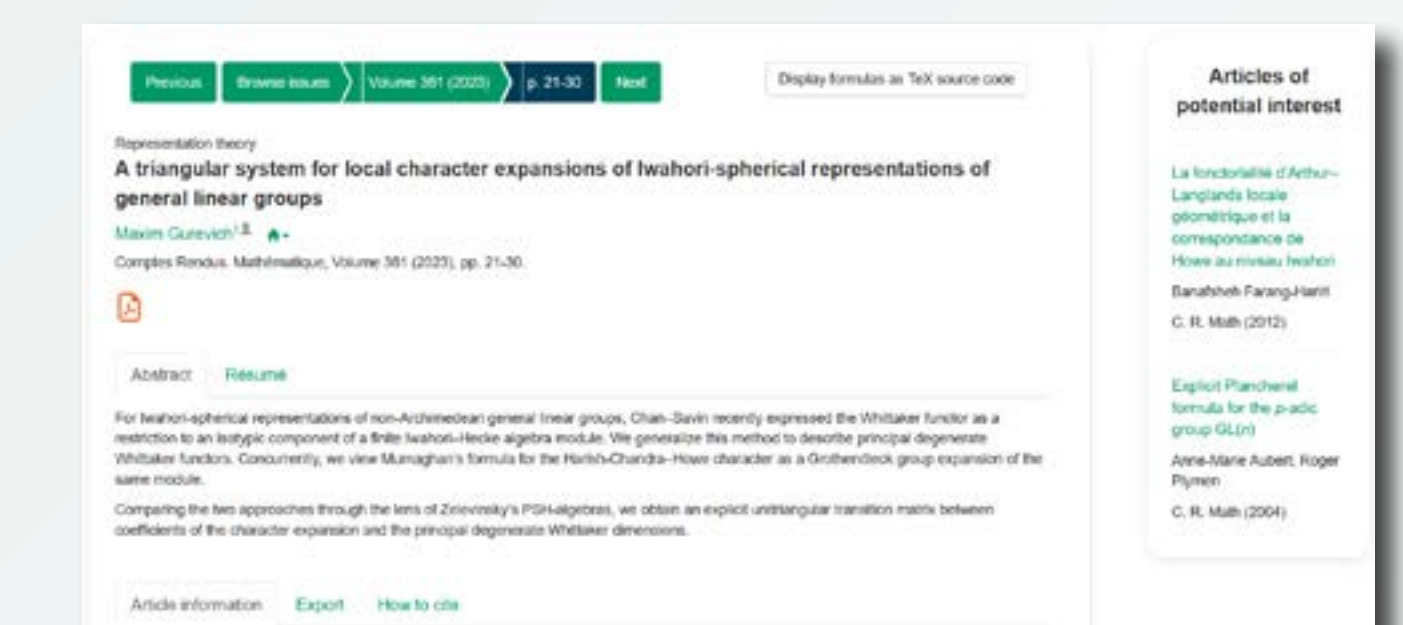 Previous
Browse issues
Volume 361 (2023)
p. 21-30
Next
Display formulas as TeX source code
Representation theory
A triangular system for local character expansions of Iwahori-spherical representations of
general linear groups
Maxim Gurevich
Comptes Rendus. Mathématique, Volume 361 (2023), pp. 21-30.
Abstract
Résumé
For Iwahori-spherical representations of non-Archimedean general linear groups, Chan–Savin recently expressed the Whittaker functor as a
restriction to an isotypic component of a finite Iwahori–Hecke algebra module. We generalize this method to describe principal degenerate
Whittaker functors. Concurrently, we view Murnaghan's formula for the Harish-Chandra–Howe character as a Grothendieck group expansion of the
same module.
Comparing the two approaches through the lens of Zelevinsky's PSH-algebras, we obtain an explicit unitriangular transition matrix between
coefficients of the character expansion and the principal degenerate Whittaker dimensions.
Article information
Export
How to cite
Articles of
potential interest
La fonctorialité d'Arthur–
Langlands locale
géométrique et la
correspondance de
Howe au niveau Iwahori
Banafsheh Farang-Hariri
C. R. Math (2012)
Explicit Plancherel
formula for the p-adic
group GL(n)
Anne-Marie Aubert; Roger
Plymen
C. R. Math (2004)